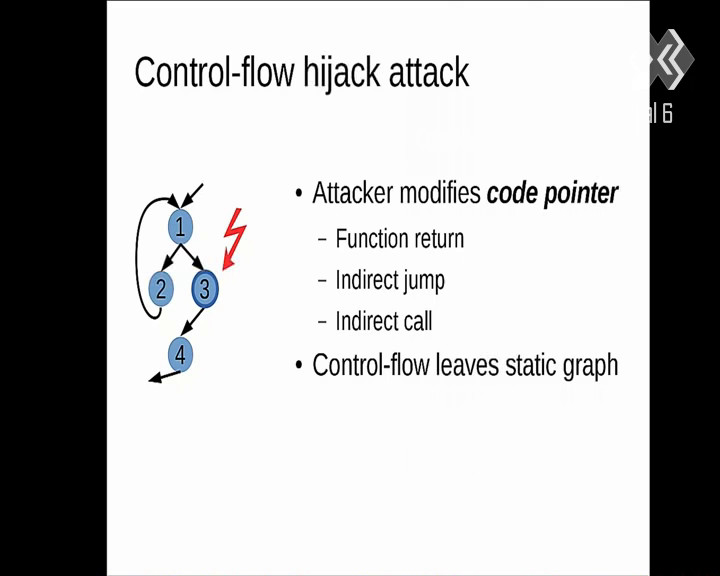 Control-flow hijack attack
al 6
• Attacker modifies code pointer
1
– Function return
2 3
– Indirect jump
– Indirect call
4
• Control-flow leaves static graph